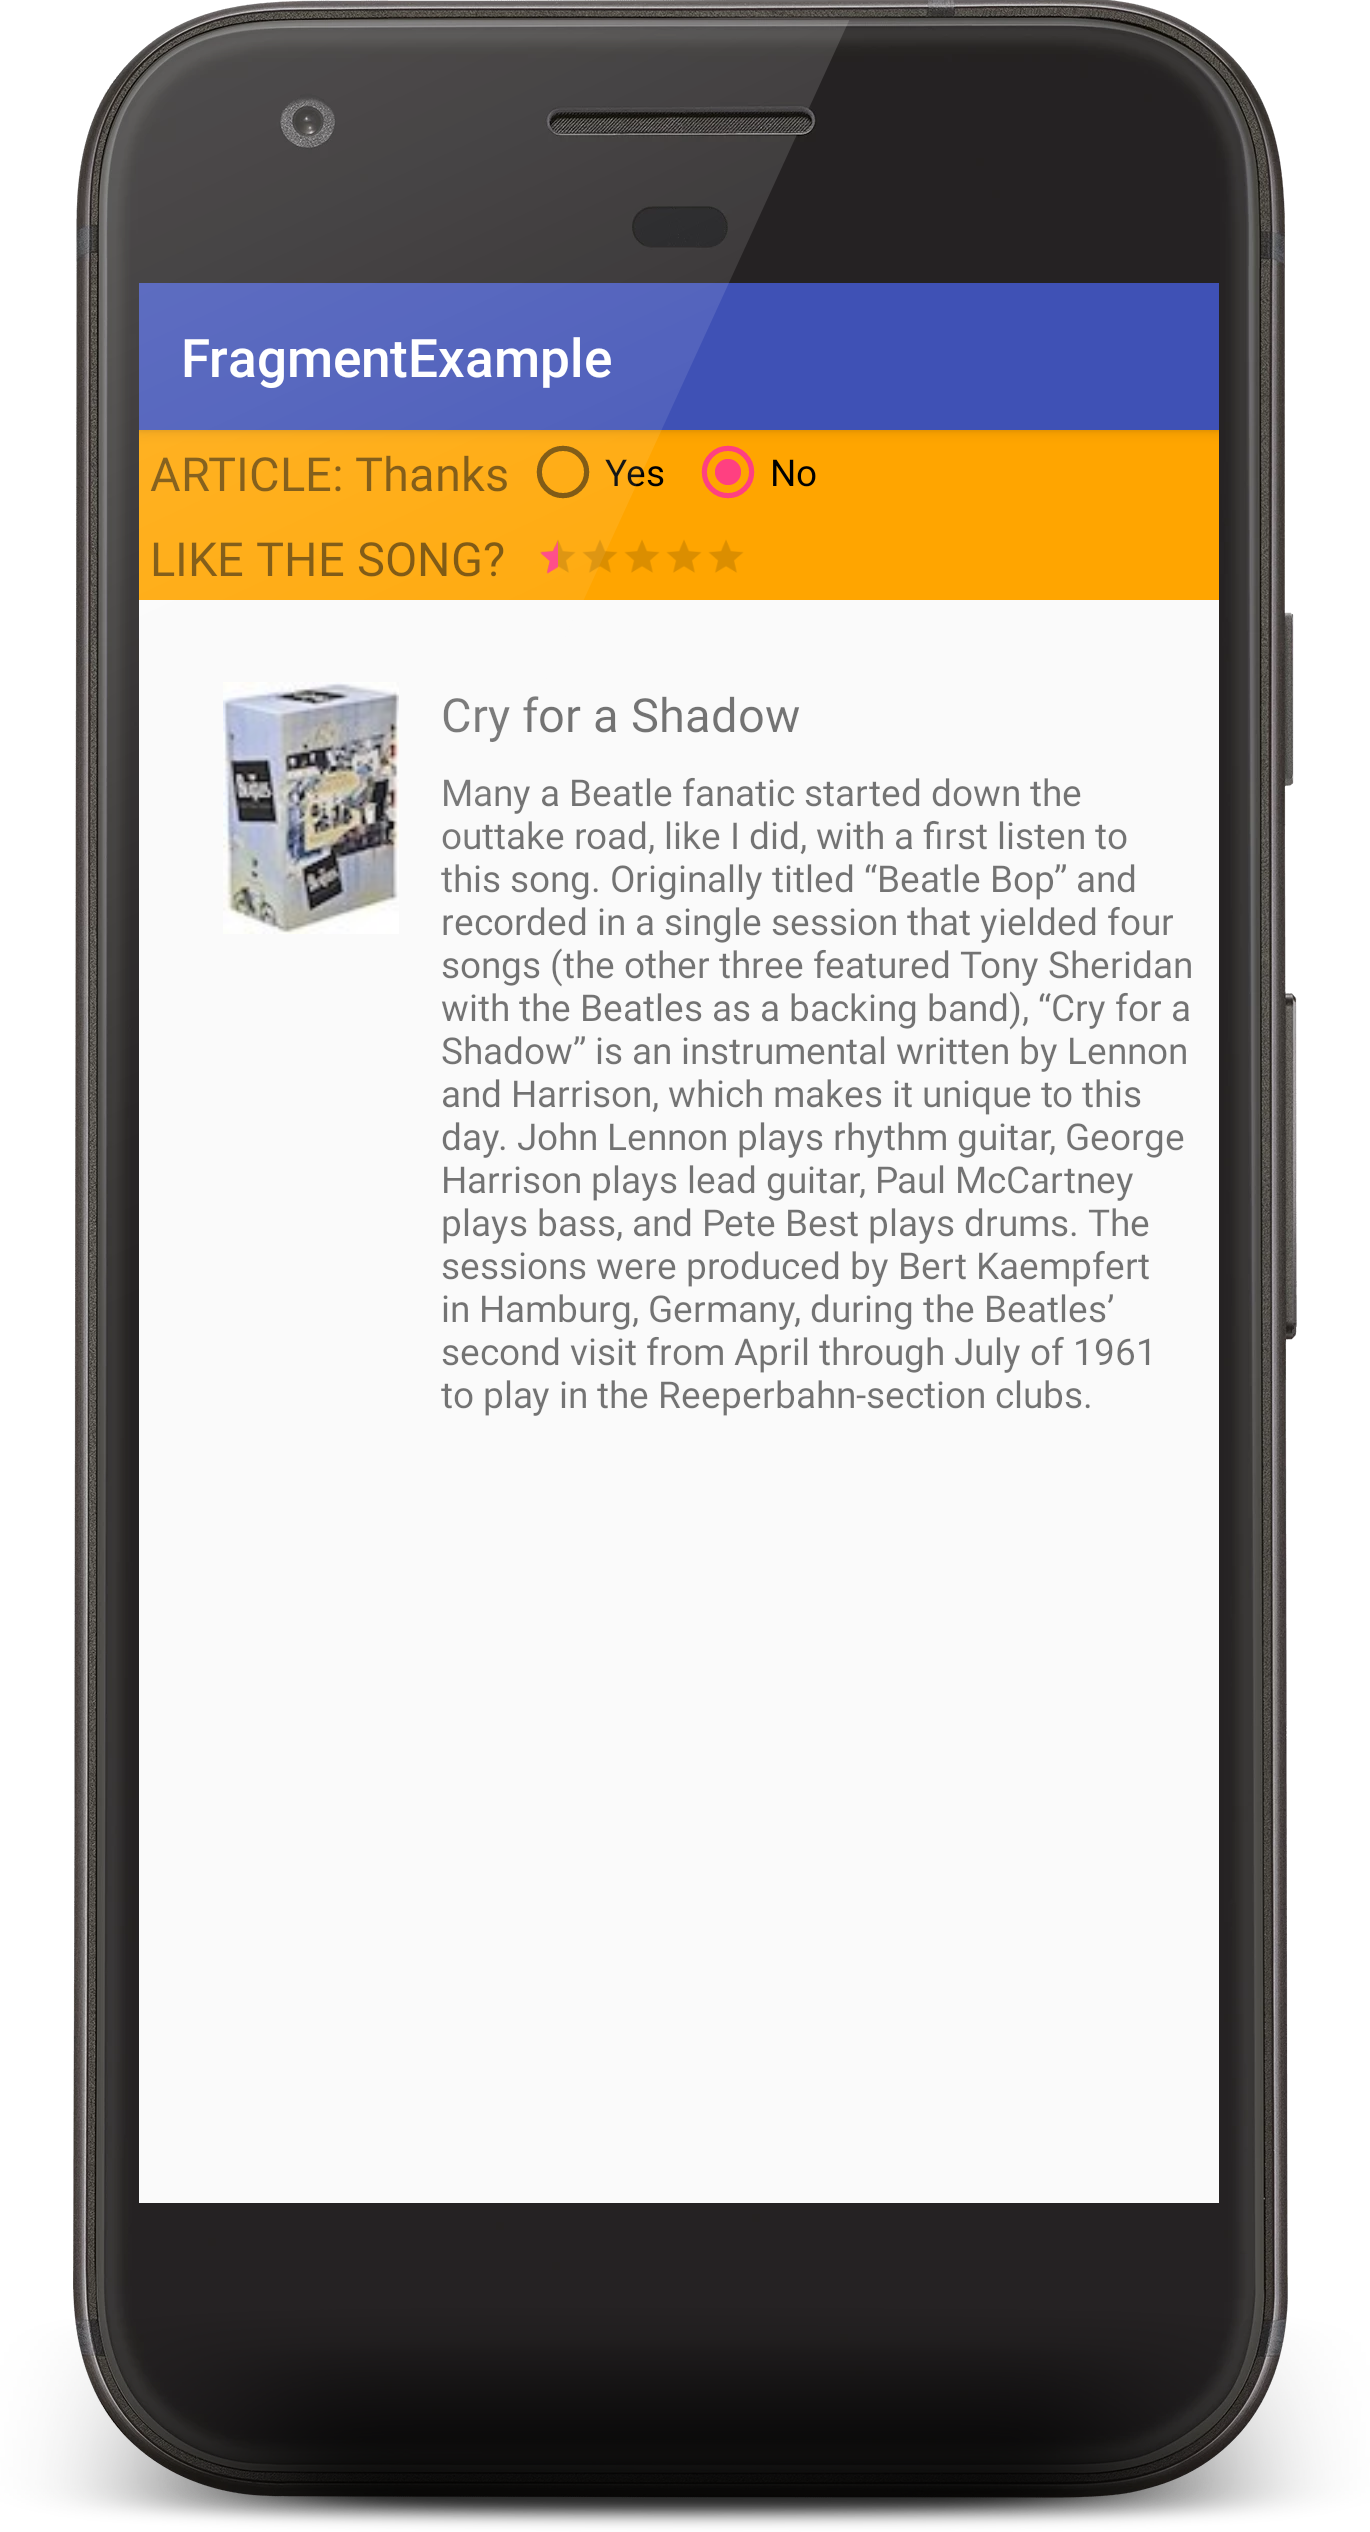 FragmentExample
ARTICLE: Thanks Yes No
LIKE THE SONG?
Cry for a Shadow
Many a Beatle fanatic started down the
outtake road, like I did, with a first listen to
this song. Originally titled “Beatle Bop” and
recorded in a single session that yielded four
songs (the other three featured Tony Sheridan
with the Beatles as a backing band), “Cry for a
Shadow” is an instrumental written by Lennon
and Harrison, which makes it unique to this
day. John Lennon plays rhythm guitar, George
Harrison plays lead guitar, Paul McCartney
plays bass, and Pete Best plays drums. The
sessions were produced by Bert Kaempfert
in Hamburg, Germany, during the Beatles’
second visit from April through July of 1961
to play in the Reeperbahn-section clubs.